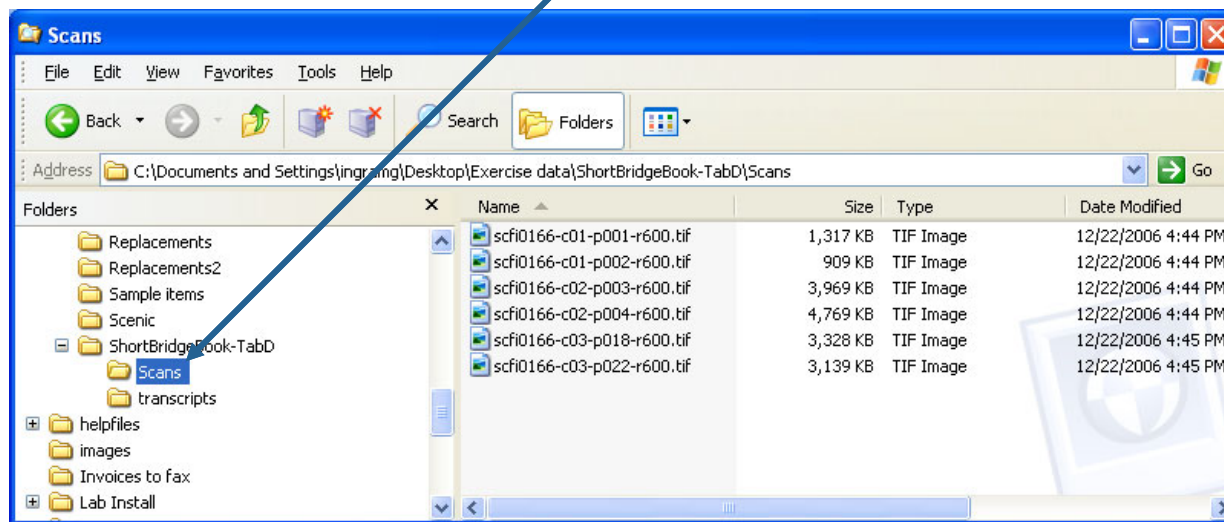 Scans
File Edit View Favorites Tools Help
Back Search Folders
Address C:\Documents and Settings\ingramg\Desktop\Exercise data\ShortBridgeBook-TabD\Scans Go
Folders x Name Size Type Date Modified
Replacements scfi0166-c01-p001-r600.tif 1,317 KB TIF Image 12/22/2006 4:44 PM
Replacements2 scfi0166-c01-p002-r600.tif 909 KB TIF Image 12/22/2006 4:44 PM
Sample items scfi0166-c02-p003-r600.tif 3,969 KB TIF Image 12/22/2006 4:44 PM
Scenic scfi0166-c02-p004-r600.tif 4,769 KB TIF Image 12/22/2006 4:44 PM
ShortBridgeBook-TabD scfi0166-c03-p018-r600.tif 3,328 KB TIF Image 12/22/2006 4:45 PM
Scans scfi0166-c03-p022-r600.tif 3,139 KB TIF Image 12/22/2006 4:45 PM
transcripts
helpfiles
images
Invoices to fax
Lab Install